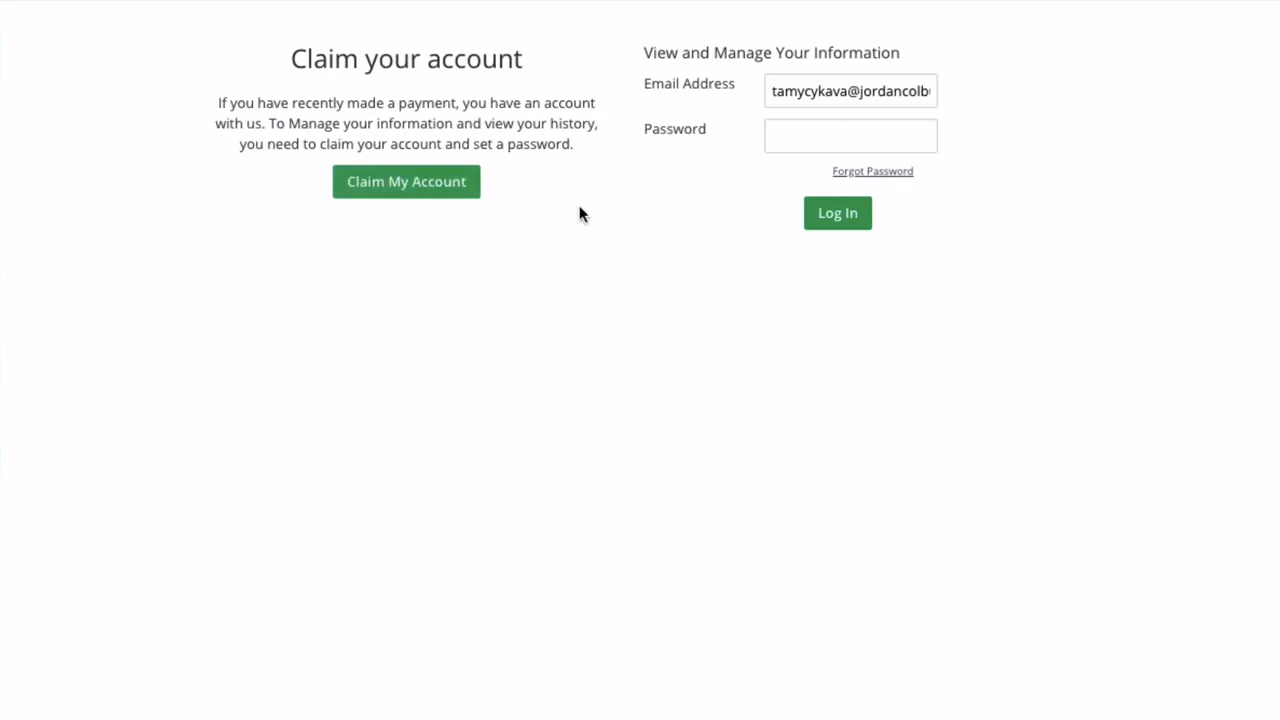 Claim your account
If you have recently made a payment, you have an account
with us. To Manage your information and view your history,
you need to claim your account and set a password.
Claim My Account
View and Manage Your Information
Email Address
tamycykava@jordancolb
Password
Forgot Password
Log In